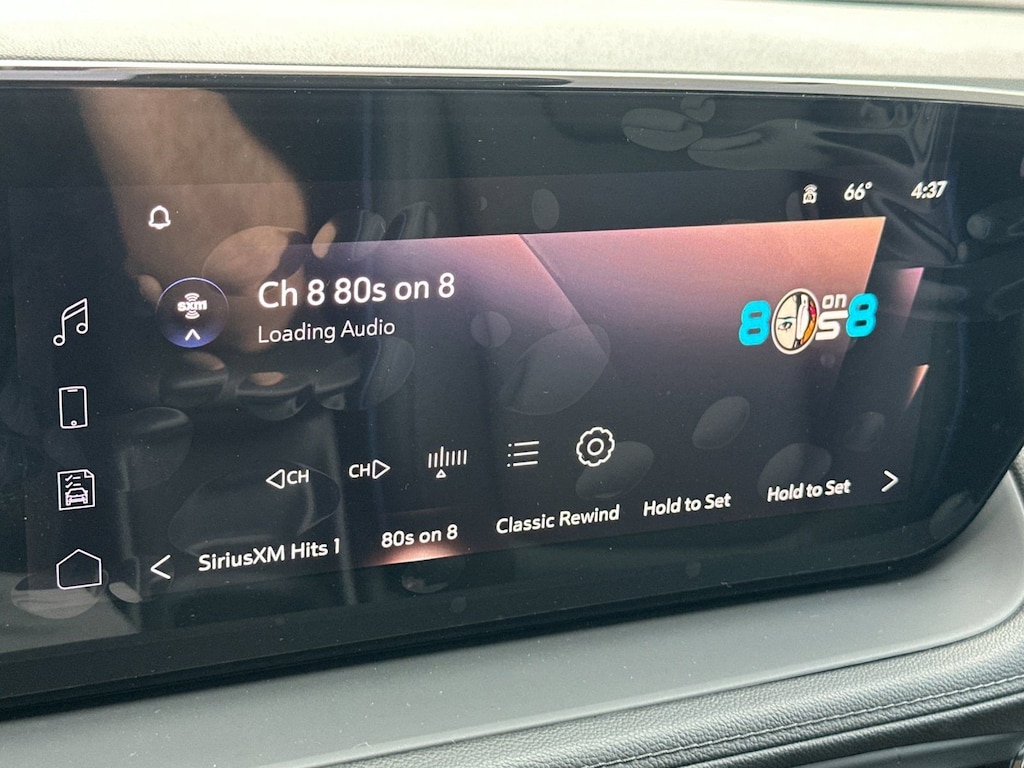 66° 4:37
sxm
Ch 8 80s on 8
Loading Audio
80s on 8
CH CH
SiriusXM Hits 1 80s on 8 Classic Rewind Hold to Set Hold to Set